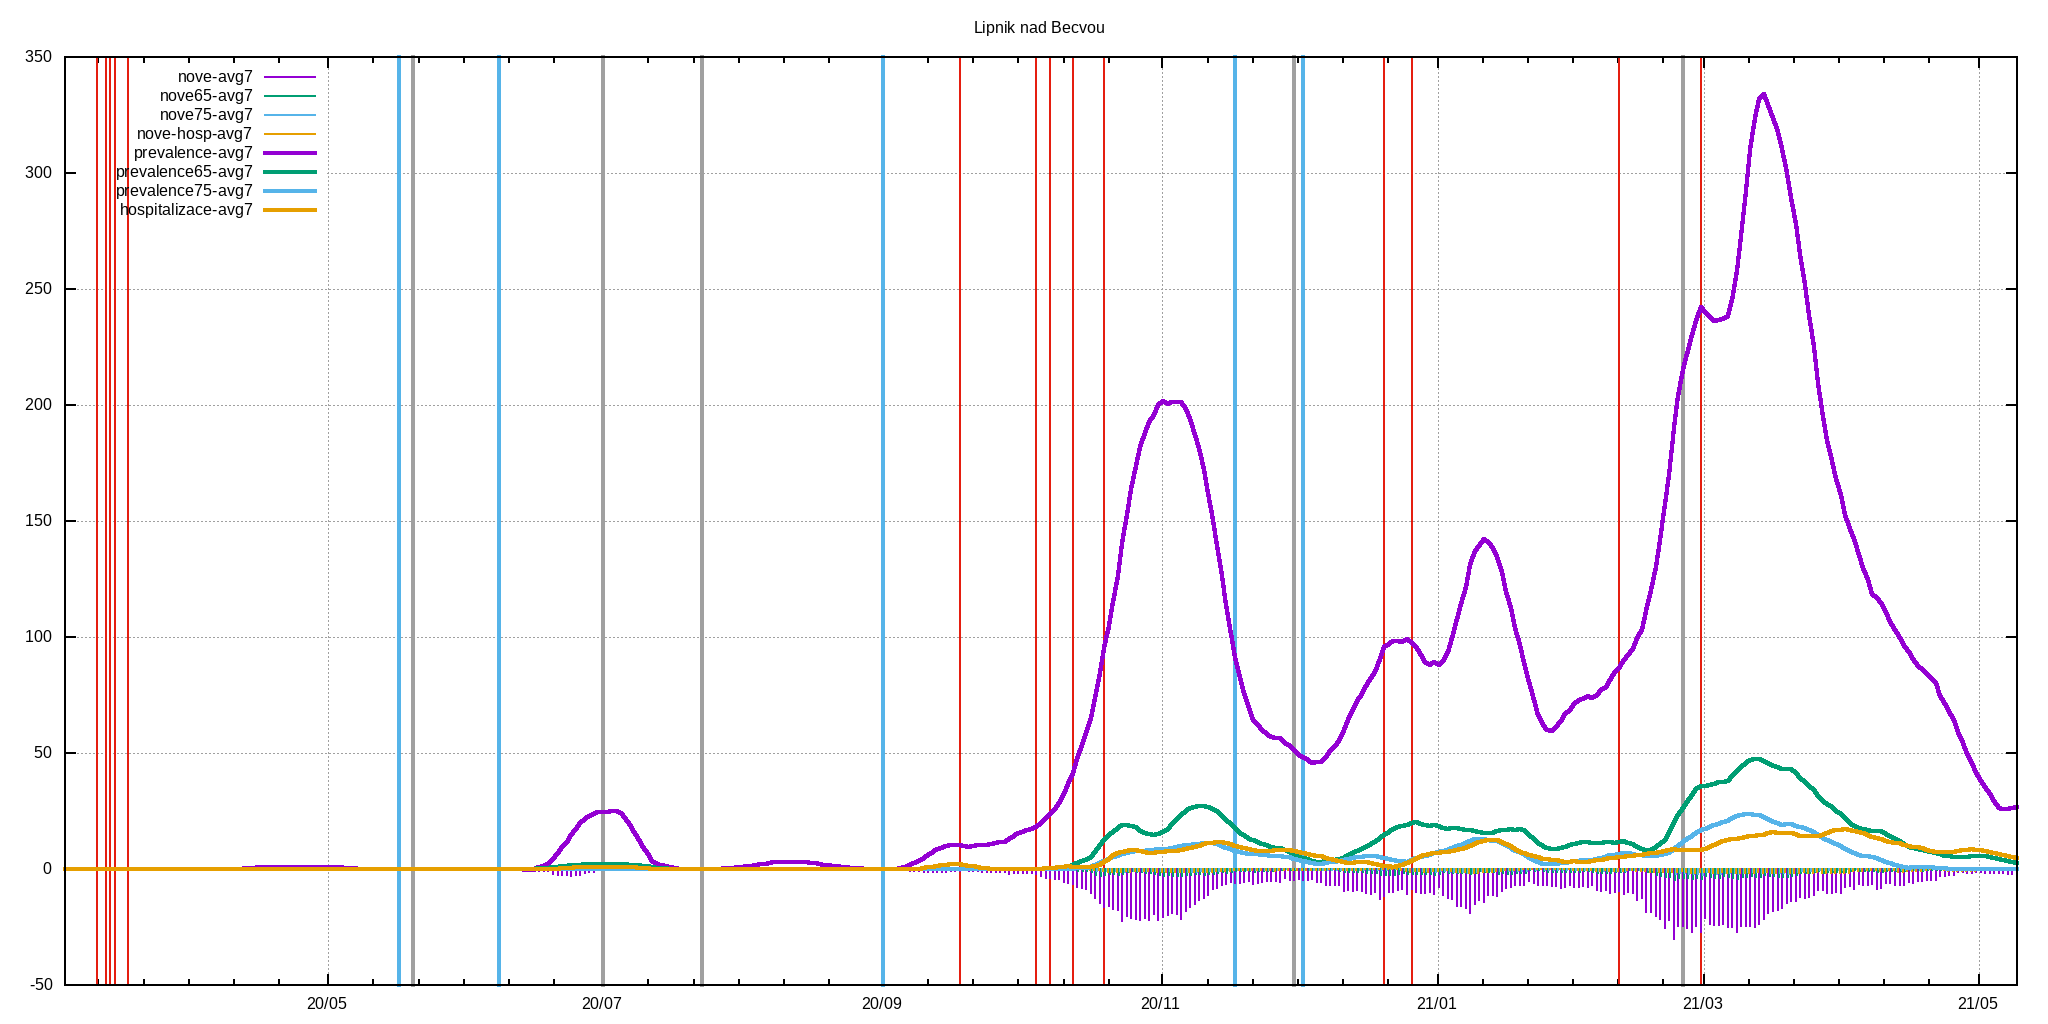 Lipnik nad Becvou
nove-avg7
nove65-avg7
nove75-avg7
nove-hosp-avg7
prevalence-avg7
prevalence65-avg7
prevalence75-avg7
hospitalizace-avg7
350
300
250
200
150
100
50
0
-50
20/05 20/07 20/09 20/11 21/01 21/03 21/05